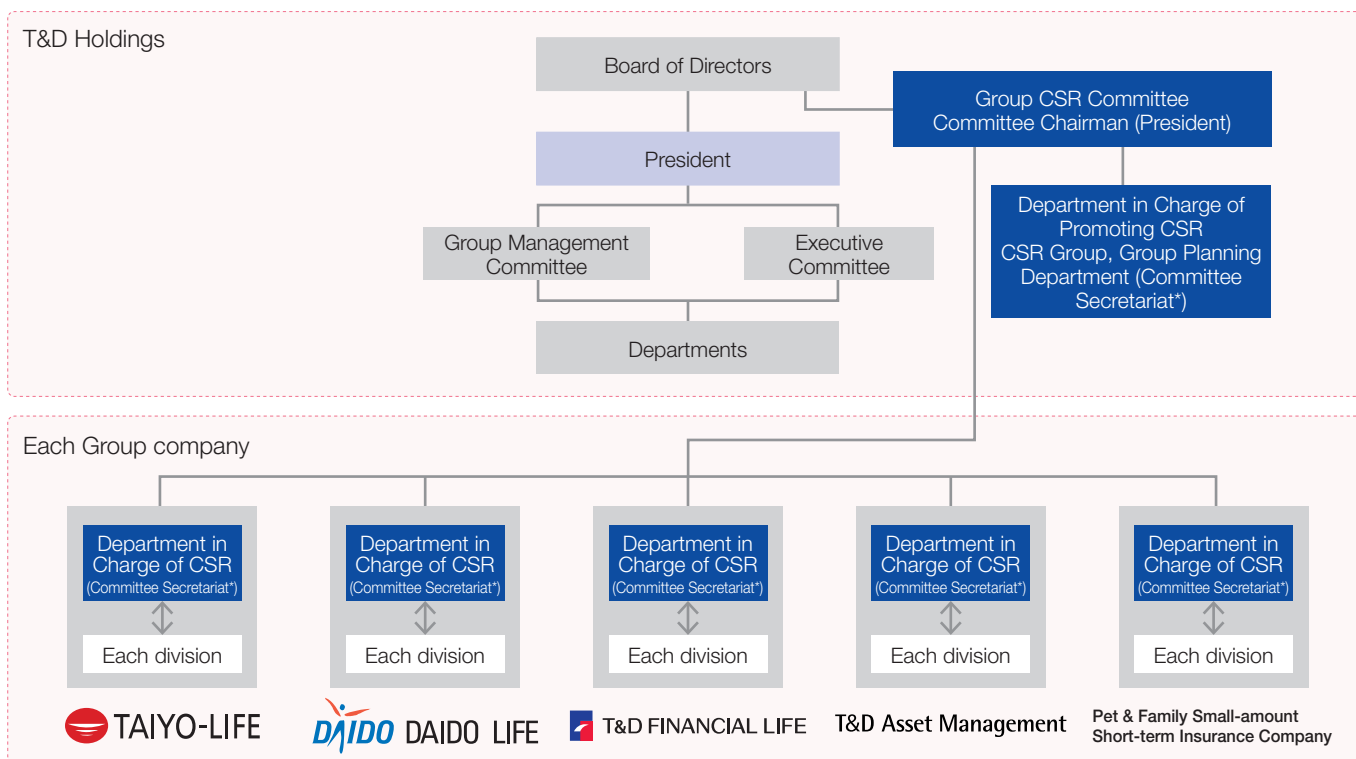 T&D Holdings
Board of Directors
Group CSR Committee
Committee Chairman (President)
President
Department in Charge of
Promoting CSR
CSR Group, Group Planning
Department (Committee
Secretariat*)
Group Management
Committee
Executive
Committee
Departments
Each Group company
Department in
Charge of CSR
(Committee Secretariat*)
Each division
TAIYO-LIFE
Department in
Charge of CSR
(Committee Secretariat*)
Each division
DAIDO DAIDO LIFE
Department in
Charge of CSR
(Committee Secretariat*)
Each division
T&D FINANCIAL LIFE
Department in
Charge of CSR
(Committee Secretariat*)
Each division
T&D Asset Management
Department in
Charge of CSR
(Committee Secretariat*)
Each division
Pet & Family Small-amount
Short-term Insurance Company